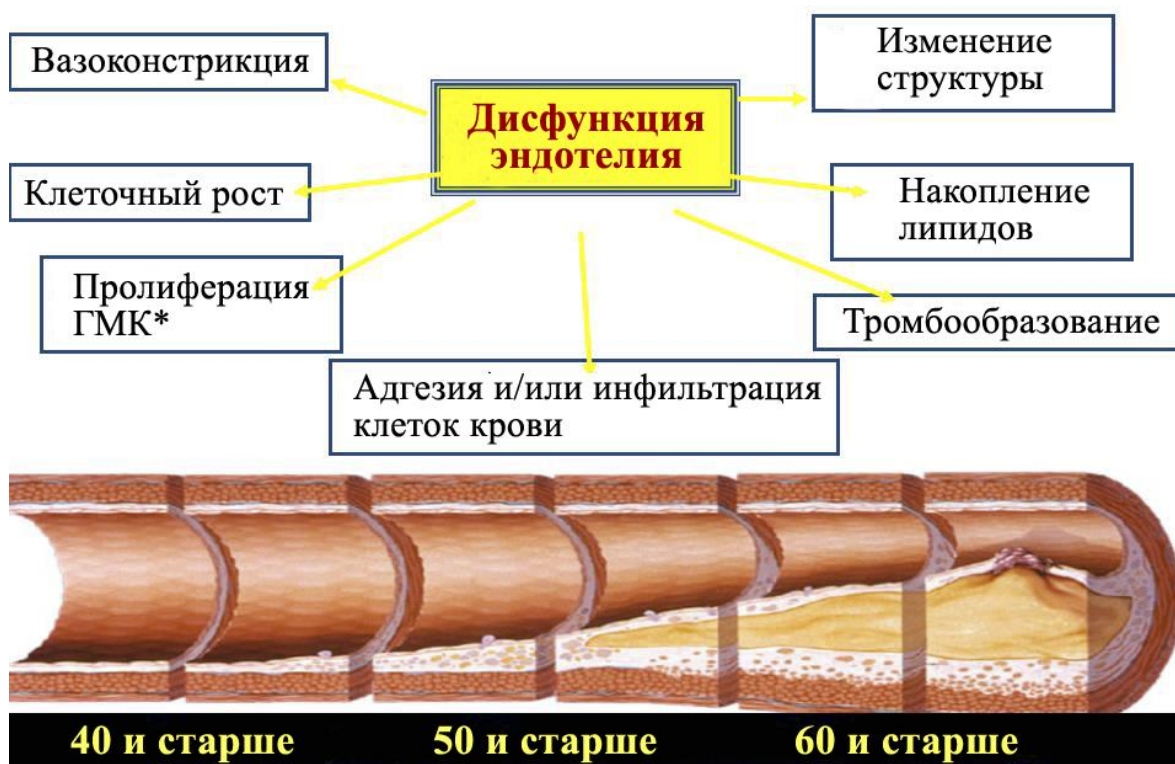 Вазоконстрикция
Изменение
структуры
Дисфункция
эндотелия
Клеточный рост
Накопление
липидов
Пролиферация
ГМК*
Тромбообразование
Адгезия и/или инфильтрация
клеток крови
40 и старше
50 и старше
60 и старше